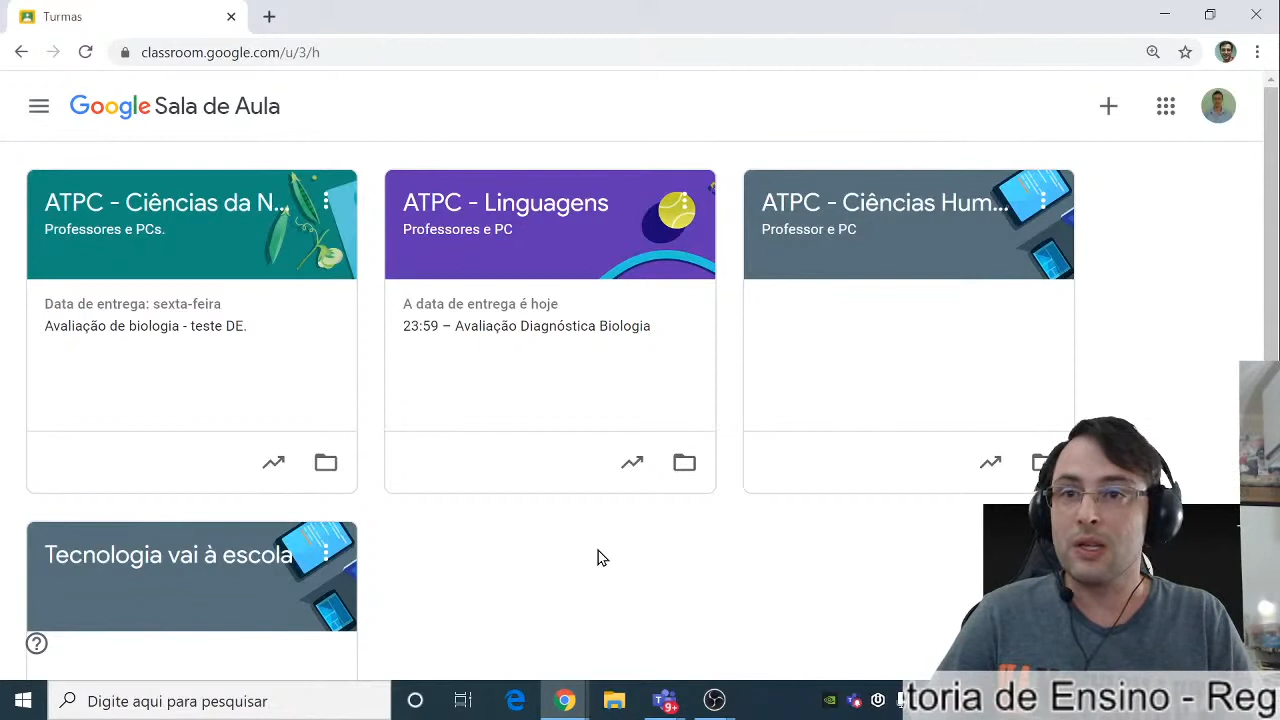 Turmas
classroom.google.com/u/3/h
Google Sala de Aula
ATPC - Ciências da N...
Professores e PCs.
Data de entrega: sexta-feira
Avaliação de biologia - teste DE.
ATPC - Linguagens
Professores e PC
A data de entrega é hoje
23:59 – Avaliação Diagnóstica Biologia
ATPC - Ciências Hum...
Professor e PC
Tecnologia vai à escola
Digite aqui para pesquisar
9+
toria de Ensino - Reg